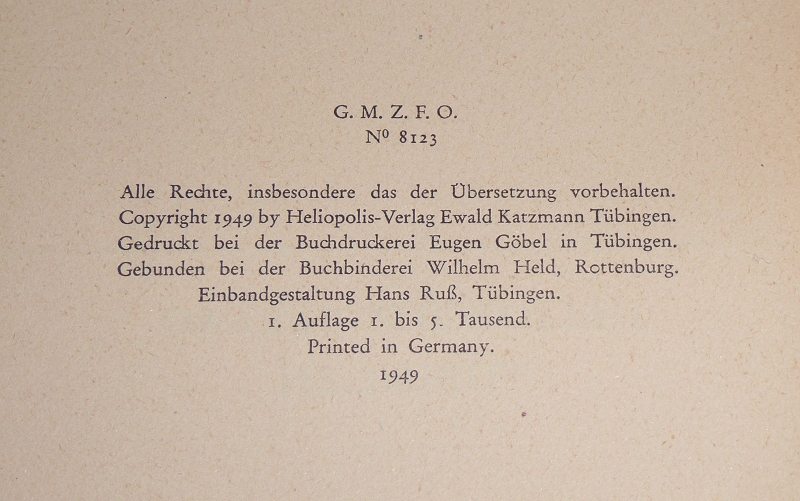 G. M. Z. F. O.
Nº 8123
Alle Rechte, insbesondere das der Übersetzung vorbehalten.
Copyright 1949 by Heliopolis-Verlag Ewald Katzmann Tübingen.
Gedruckt bei der Buchdruckerei Eugen Göbel in Tübingen.
Gebunden bei der Buchbinderei Wilhelm Held, Rottenburg.
Einbandgestaltung Hans Ruß, Tübingen.
1. Auflage 1. bis 5. Tausend.
Printed in Germany.
1949